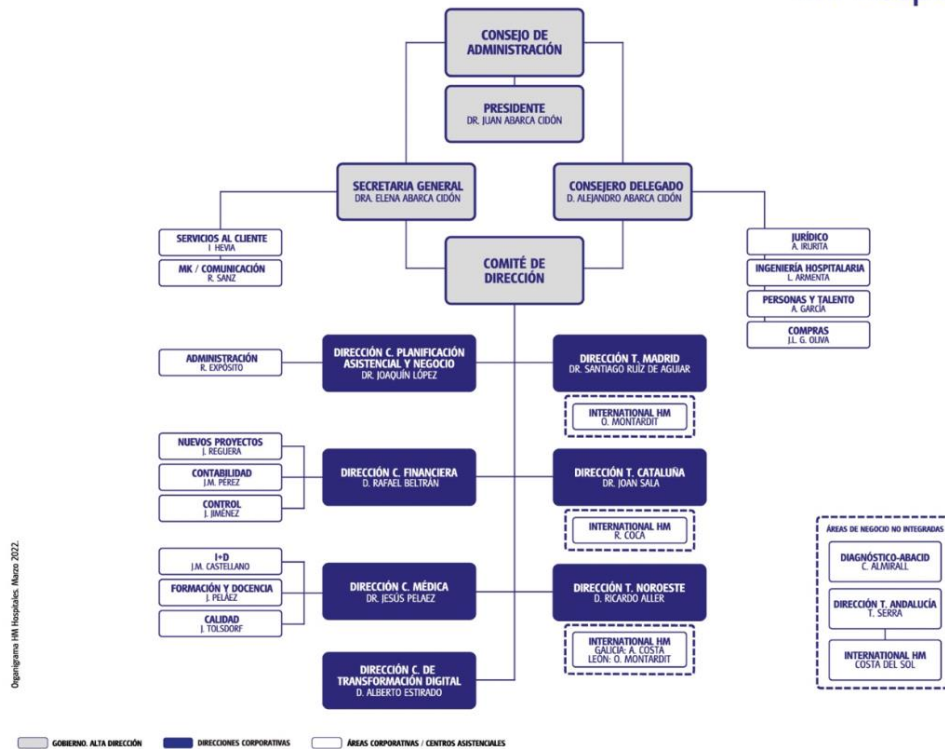 CONSEJO DE
ADMINISTRACIÓN
PRESIDENTE
DR. JUAN ABARCA CIDÓN
SECRETARIA GENERAL
DRA. ELENA ABARCA CIDÓN
CONSEJERO DELEGADO
D. ALEJANDRO ABARCA CIDÓN
SERVICIOS AL CLIENTE
I HEVIA
MK / COMUNICACIÓN
R. SANZ
COMITÉ DE
DIRECCIÓN
JURÍDICO
A. IRURITA
INGENIERÍA HOSPITALARIA
L. ARMENTA
PERSONAS Y TALENTO
A. GARCÍA
COMPRAS
J.L. G. OLIVA
ADMINISTRACIÓN
R. EXPÓSITO
DIRECCIÓN C. PLANIFICACIÓN
ASISTENCIAL Y NEGOCIO
DR. JOAQUÍN LÓPEZ
DIRECCIÓN T. MADRID
DR. SANTIAGO RUÍZ DE AGUIAR
INTERNATIONAL HM
O. MONTARDIT
NUEVOS PROYECTOS
J. REGUERA
CONTABILIDAD
J.M. PÉREZ
CONTROL
J. JIMÉNEZ
DIRECCIÓN C. FINANCIERA
D. RAFAEL BELTRÁN
DIRECCIÓN T. CATALUÑA
DR. JOAN SALA
INTERNATIONAL HM
R. COCA
I+D
J.M. CASTELLANO
FORMACIÓN Y DOCENCIA
J. PELÁEZ
CALIDAD
J. TOLSDORF
DIRECCIÓN C. MÉDICA
DR. JESÚS PELAEZ
DIRECCIÓN T. NOROESTE
D. RICARDO ALLER
INTERNATIONAL HM
GALICIA: A. COSTA
LEÓN: O. MONTARDIT
DIRECCIÓN C. DE
TRANSFORMACIÓN DIGITAL
D. ALBERTO ESTIRADO
ÁREAS DE NEGOCIO NO INTEGRADAS
DIAGNÓSTICO-ABACID
C. ALMIRALL
DIRECCIÓN T. ANDALUCÍA
T. SERRA
INTERNATIONAL HM
COSTA DEL SOL
Organigrama HM Hospitales. Marzo 2022.
GOBIERNO. ALTA DIRECCIÓN
DIRECCIONES CORPORATIVAS
ÁREAS CORPORATIVAS / CENTROS ASISTENCIALES